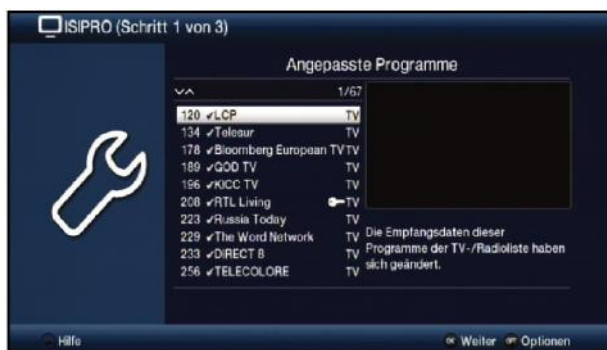 ISIPRO (Schritt 1 von 3)
Angepasste Programme
1/67
120 ✓LCP TV
134 ✓Telesur TV
178 ✓Bloomberg European TV TV
189 ✓GOD TV TV
196 ✓KICC TV TV
208 ✓RTL Living TV
223 ✓Russia Today TV
229 ✓The Word Network TV
233 ✓DIRECT 8 TV
256 ✓TELECOLORE TV
Die Empfangsdaten dieser
Programme der TV-/Radioliste haben
sich geändert.
Hilfe OK Weiter OPT Optionen